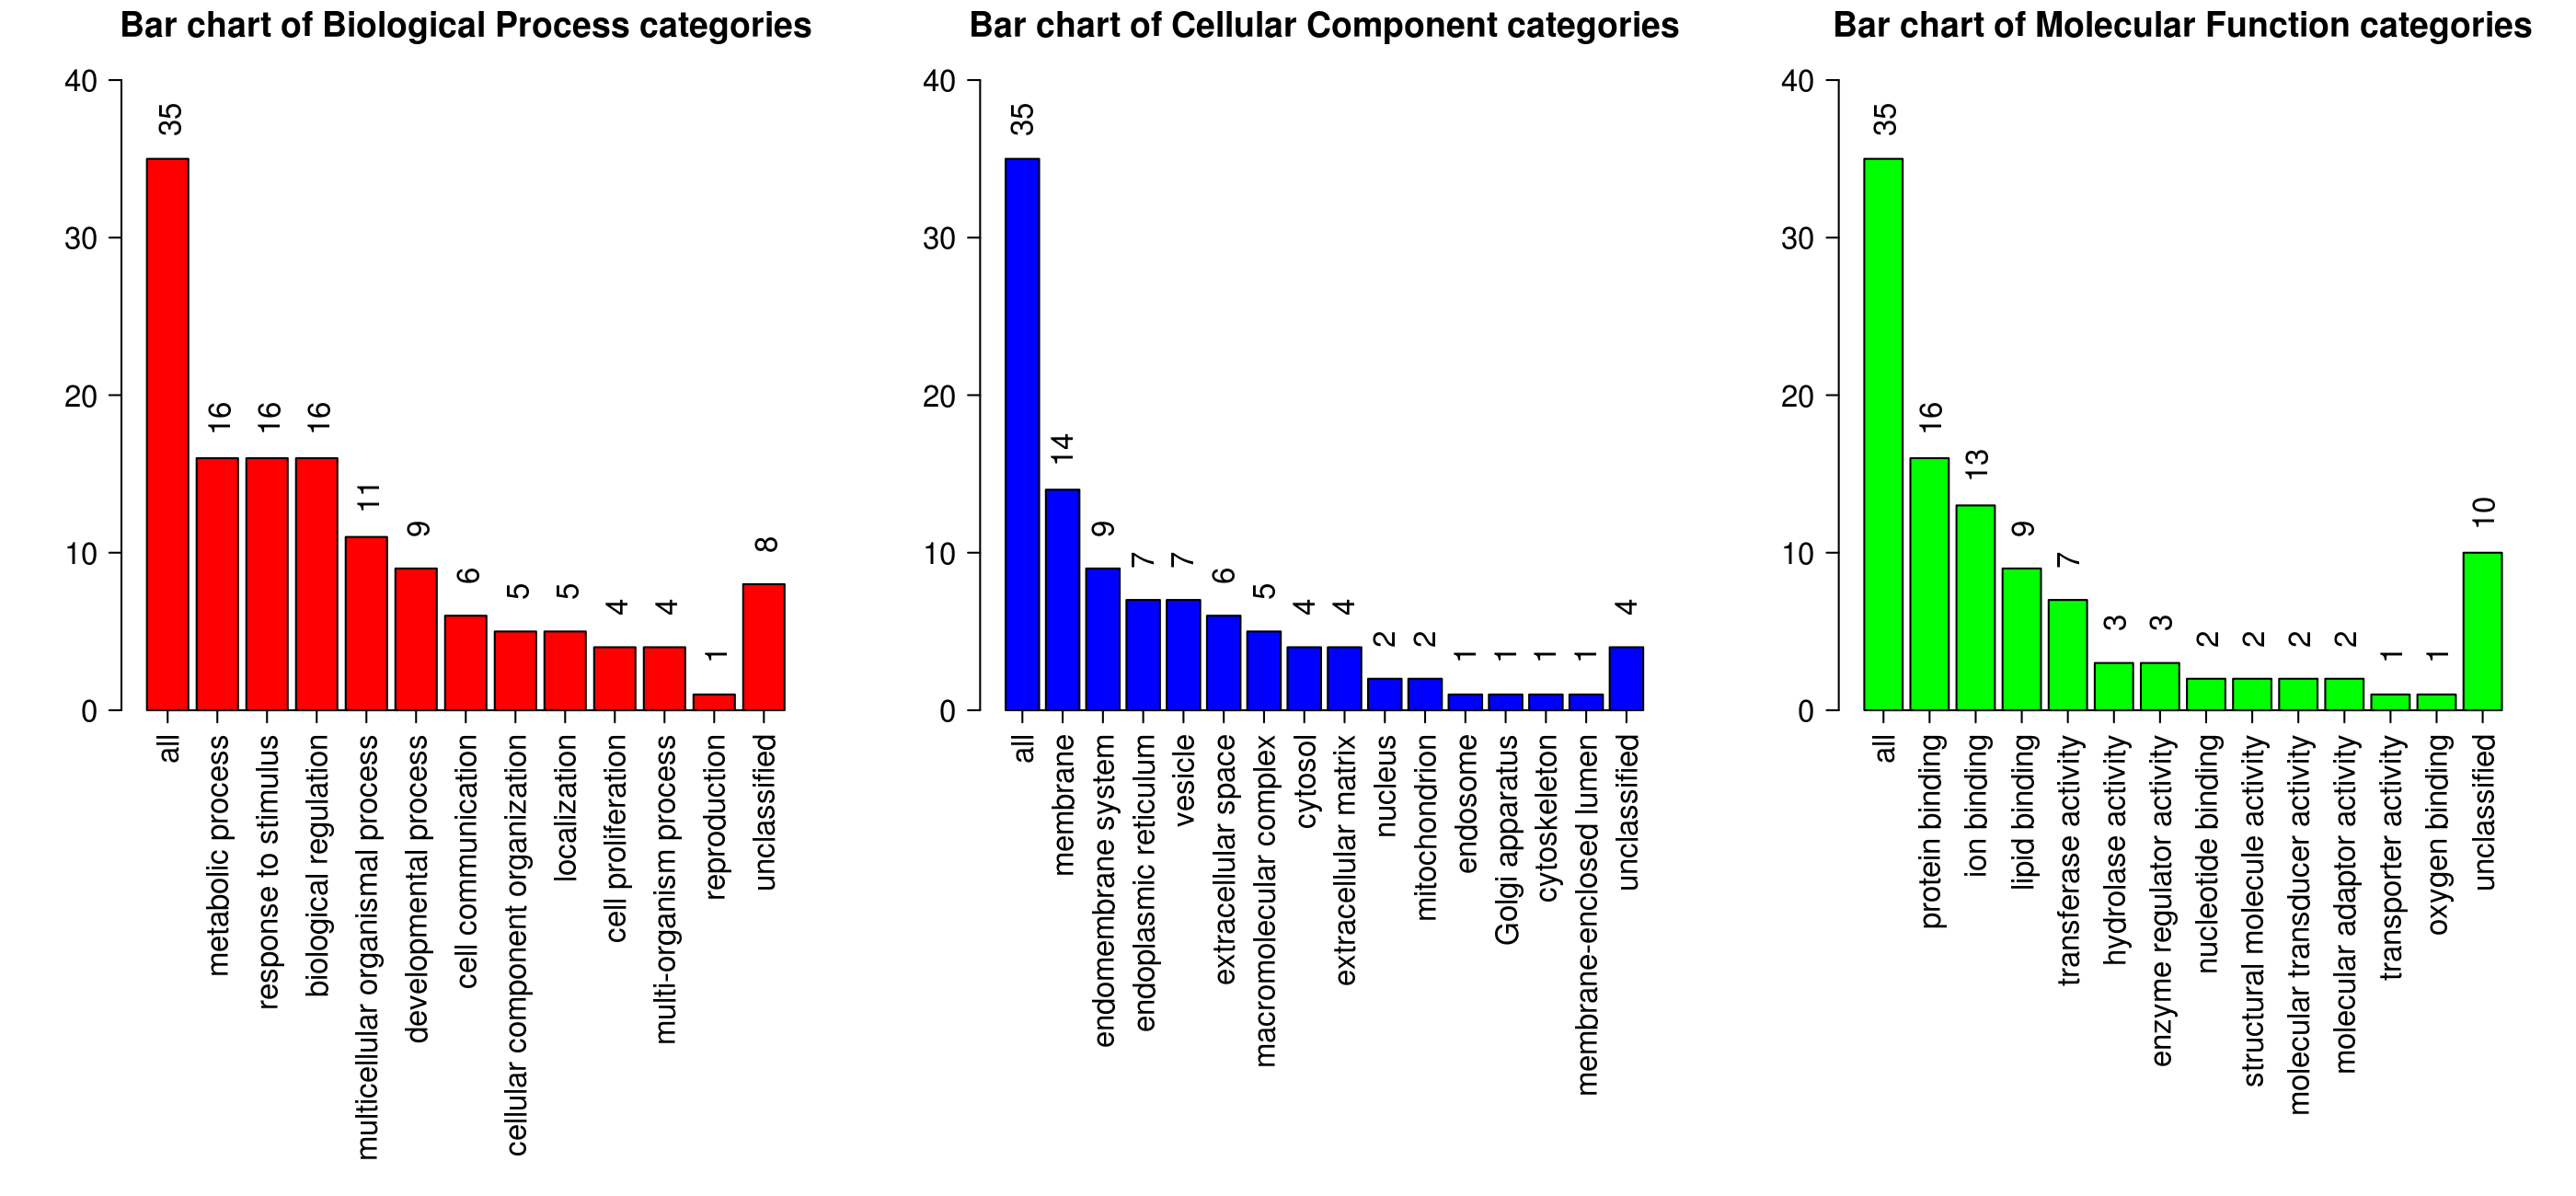 Bar chart of Biological Process categories
40
30
20
10
0
35
16
16
16
11
9
6
5
5
4
4
1
8
all
metabolic process
response to stimulus
biological regulation
multicellular organismal process
developmental process
cell communication
cellular component organization
localization
cell proliferation
multi-organism process
reproduction
unclassified
Bar chart of Cellular Component categories
40
30
20
10
0
35
14
9
7
7
6
5
4
4
2
2
1
1
1
1
4
all
membrane
endomembrane system
endoplasmic reticulum
vesicle
extracellular space
macromolecular complex
cytosol
extracellular matrix
nucleus
mitochondrion
endosome
Golgi apparatus
cytoskeleton
membrane-enclosed lumen
unclassified
Bar chart of Molecular Function categories
40
30
20
10
0
35
16
13
9
7
3
3
2
2
2
2
1
1
10
all
protein binding
ion binding
lipid binding
transferase activity
hydrolase activity
enzyme regulator activity
nucleotide binding
structural molecule activity
molecular transducer activity
molecular adaptor activity
transporter activity
oxygen binding
unclassified